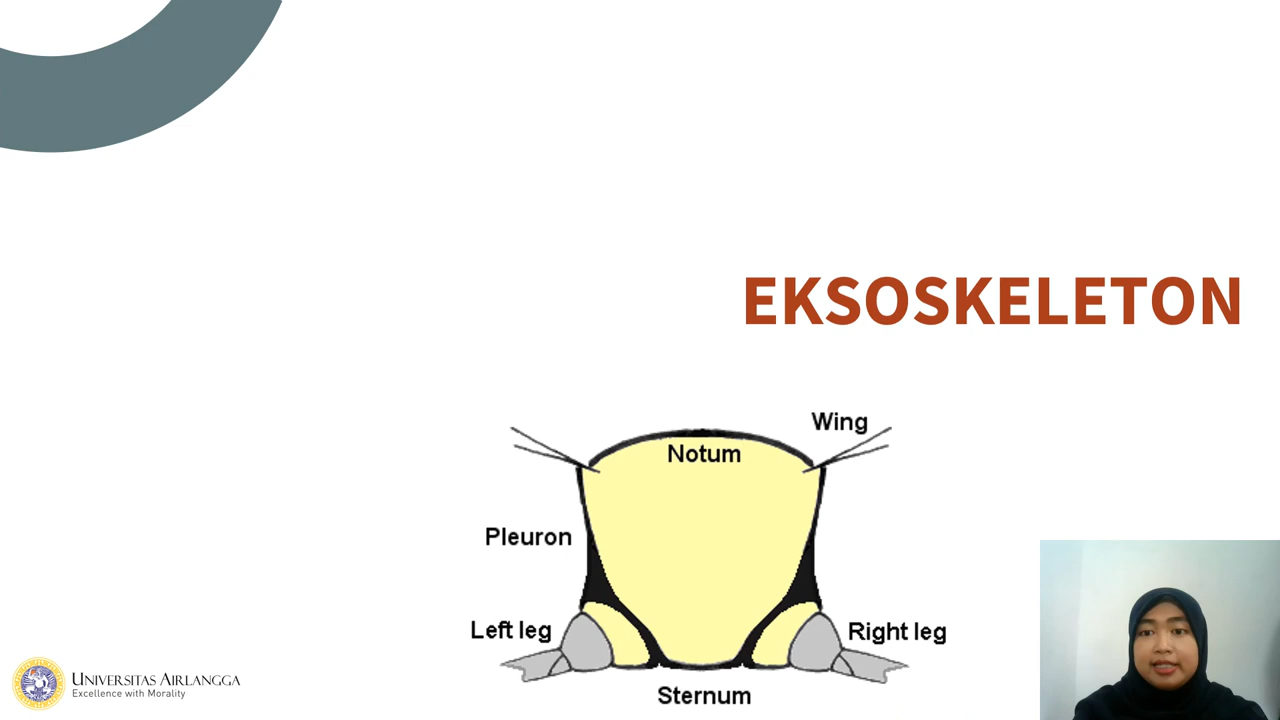 EKSOSKELETON
Wing
Notum
Pleuron
Left leg
Right leg
Sternum
UNIVERSITAS AIRLANGGA
Excellence with Morality